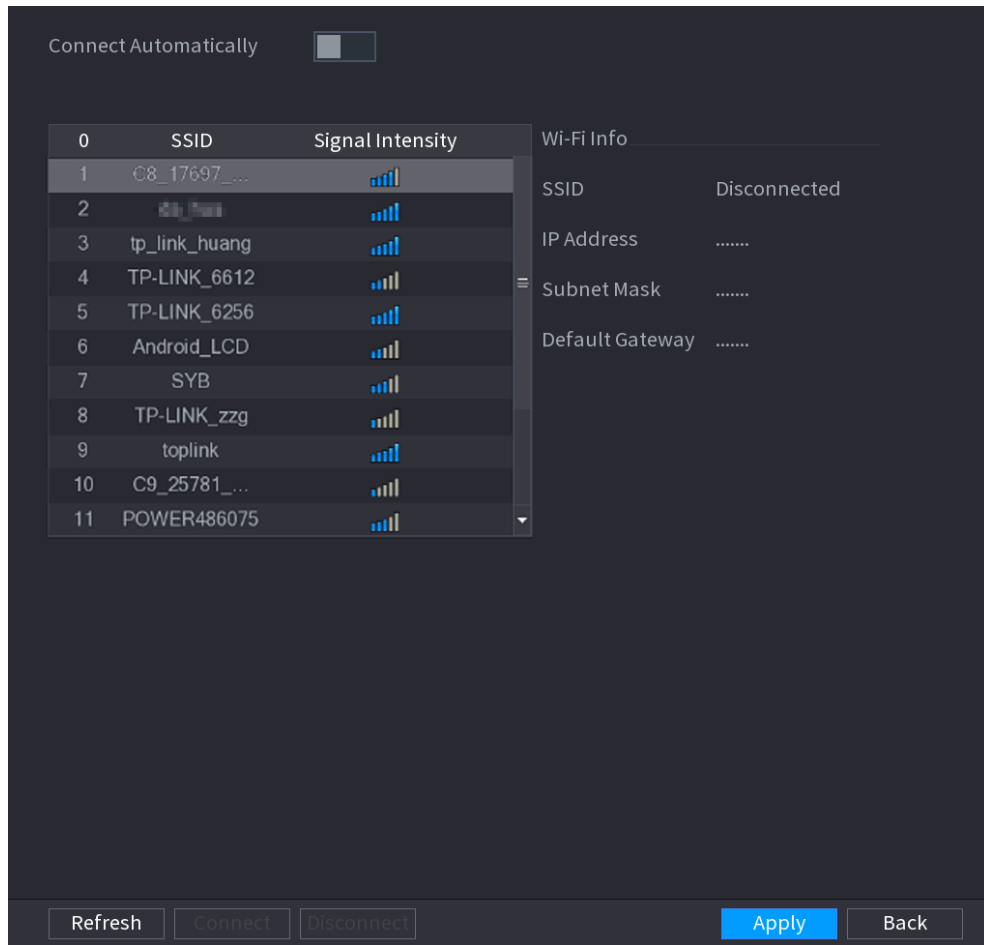 Connect Automatically
0 SSID Signal Intensity
1 C8_17697_...
2
3 tp_link_huang
4 TP-LINK_6612
5 TP-LINK_6256
6 Android_LCD
7 SYB
8 TP-LINK_zzg
9 toplink
10 C9_25781_...
11 POWER486075
Wi-Fi Info
SSID Disconnected
IP Address .......
Subnet Mask .......
Default Gateway .......
Refresh Connect Disconnect Apply Back